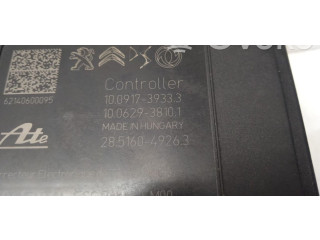 62140600095
Controller
10.0917-3933.3
10.0629-3810.1
MADE IN HUNGARY
Ate
28.5160-4926.3